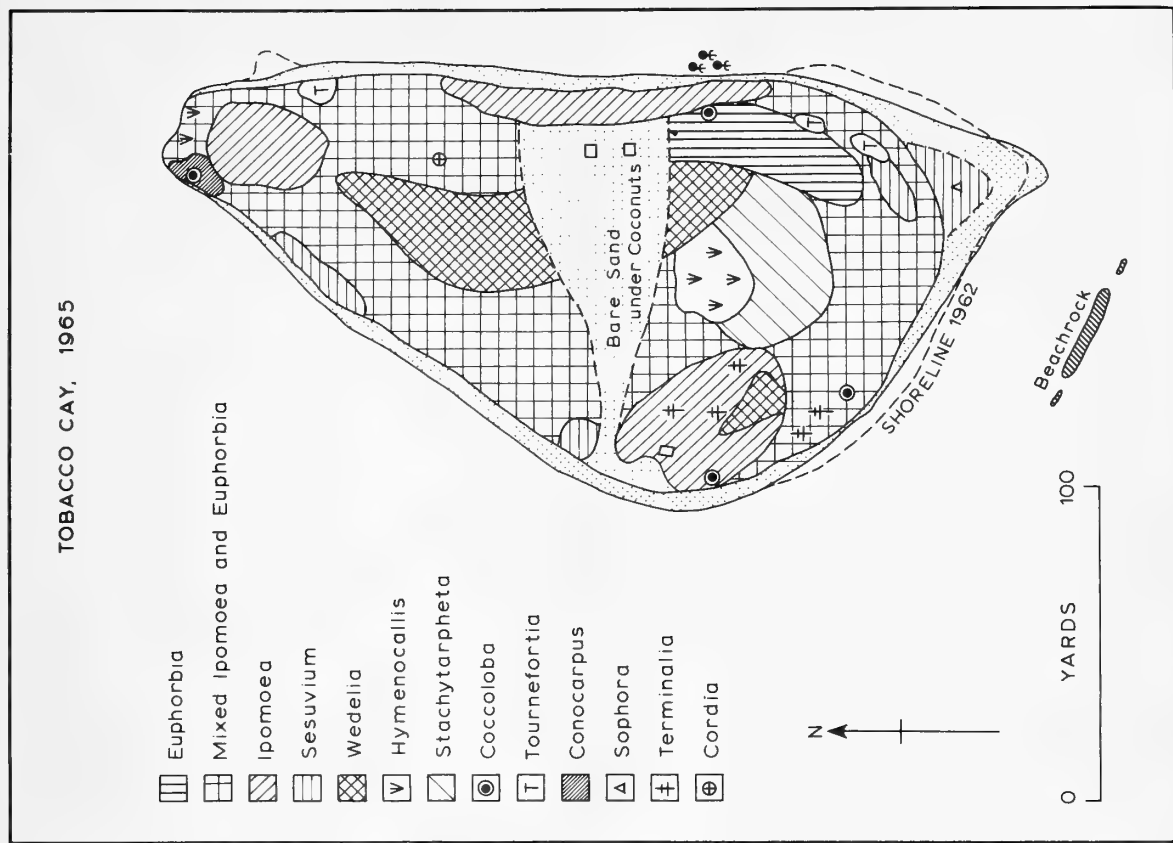 TOBACCO CAY, 1965
Euphorbia
Mixed Ipomoea and Euphorbia
Ipomoea
Sesuvium
Wedelia
Hymenocallis
Stachytarpheta
Coccoloba
Tournefortia
Conocarpus
Sophora
Terminalia
Cordia
N
0 YARDS 100
T
Bare Sand
under Coconuts
T
T
SHORELINE 1962
Beachrock